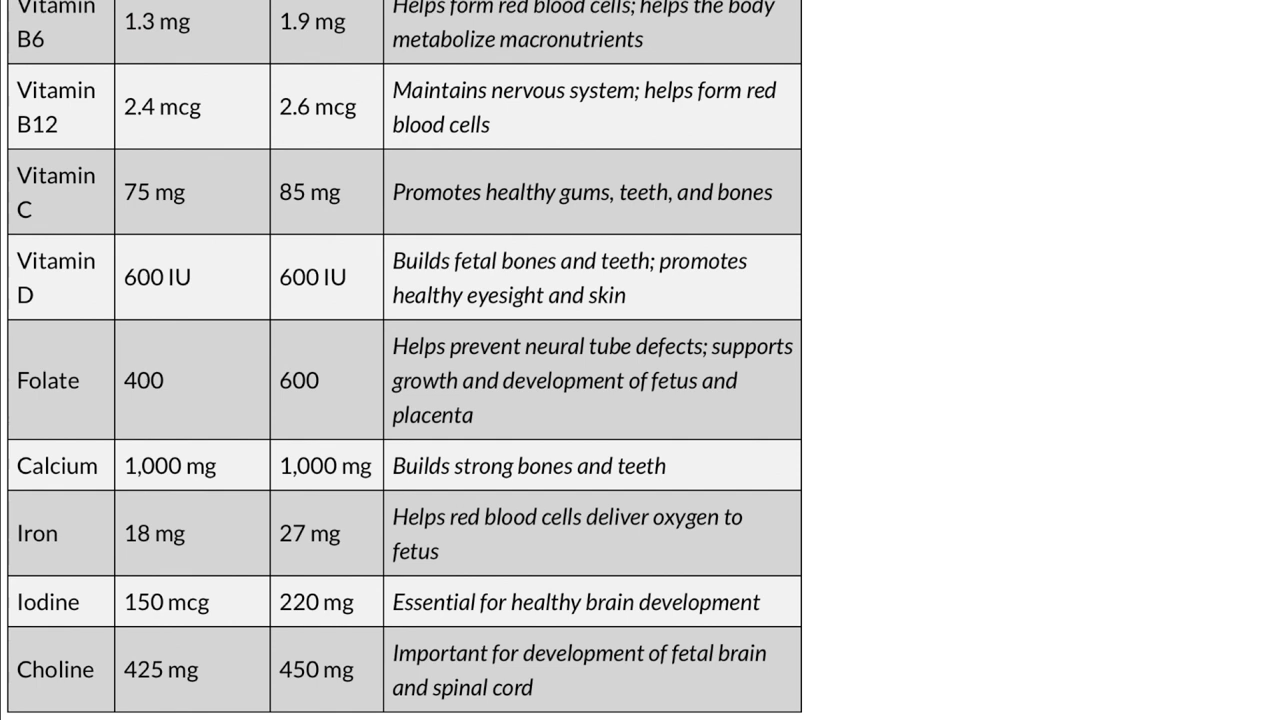 Vitamin
B6
1.3 mg
1.9 mg
Helps form red blood cells; helps the body
metabolize macronutrients
Vitamin
B12
2.4 mcg
2.6 mcg
Maintains nervous system; helps form red
blood cells
Vitamin
C
75 mg
85 mg
Promotes healthy gums, teeth, and bones
Vitamin
D
600 IU
600 IU
Builds fetal bones and teeth; promotes
healthy eyesight and skin
Folate
400
600
Helps prevent neural tube defects; supports
growth and development of fetus and
placenta
Calcium
1,000 mg
1,000 mg
Builds strong bones and teeth
Iron
18 mg
27 mg
Helps red blood cells deliver oxygen to
fetus
Iodine
150 mcg
220 mg
Essential for healthy brain development
Choline
425 mg
450 mg
Important for development of fetal brain
and spinal cord